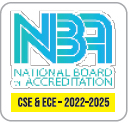 NBA
NATIONAL BOARD
OF ACCREDITATION
CSE & ECE - 2022-2025